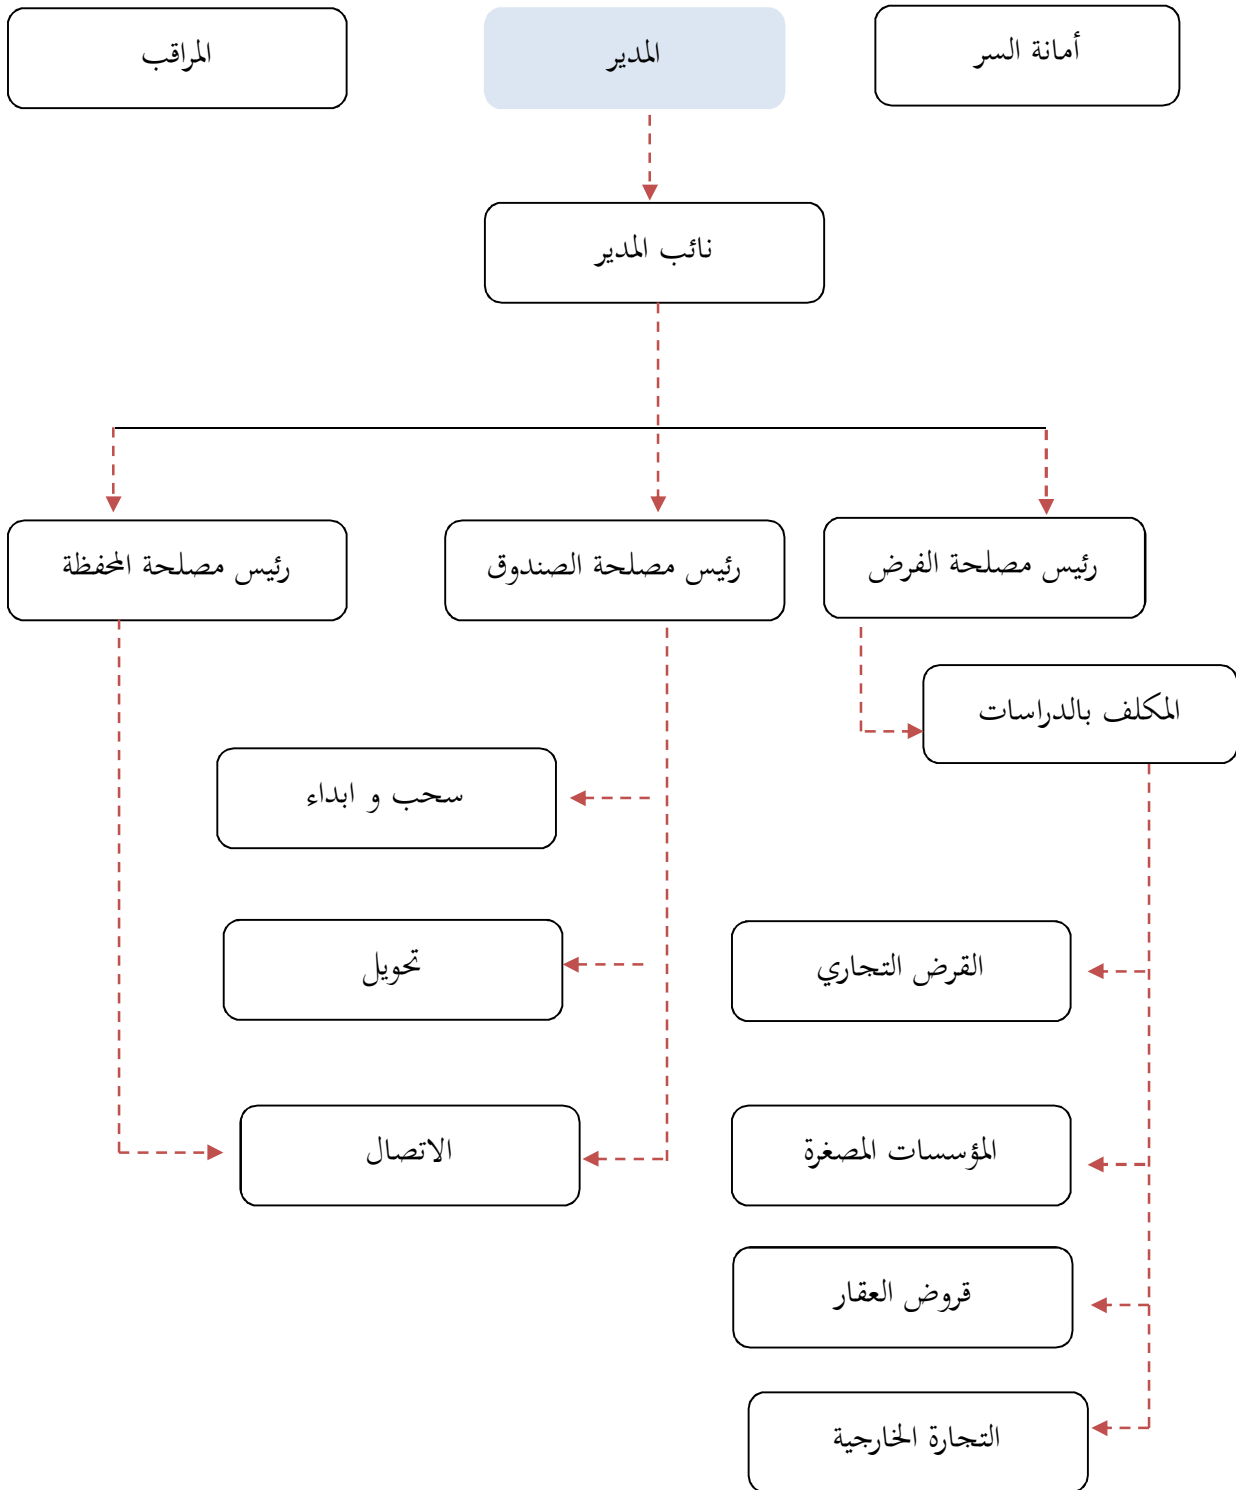 أمانة السر
المدير
المراقب
نائب المدير
رئيس مصلحة الفرض
رئيس مصلحة الصندوق
رئيس مصلحة المحفظة
المكلف بالدراسات
سحب و ابداء
تحويل
القرض التجاري
الاتصال
المؤسسات المصغرة
قروض العقار
التجارة الخارجية